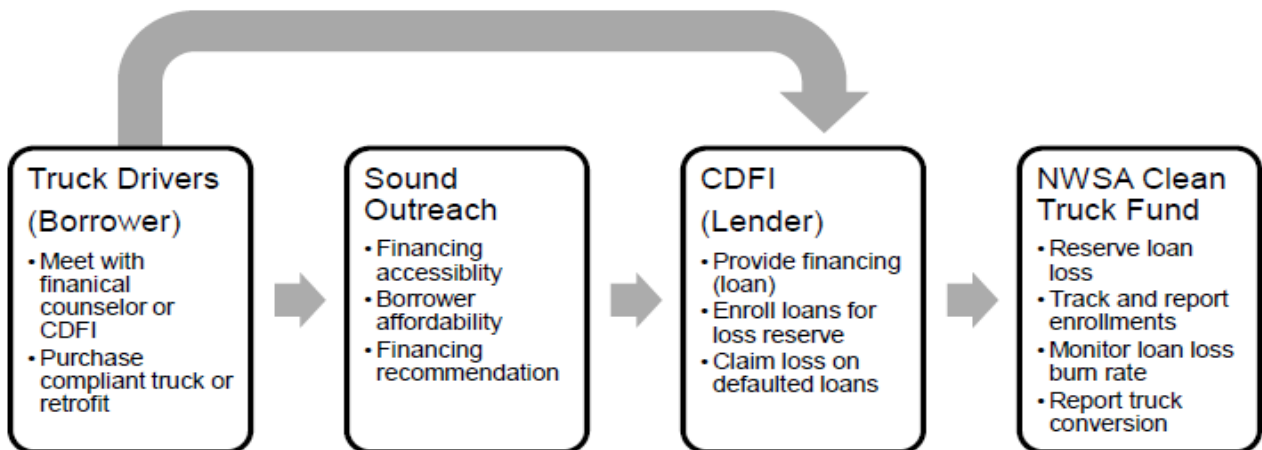 Truck Drivers
(Borrower)
• Meet with
finanical
counselor or
CDFI
• Purchase
compliant truck or
retrofit
Sound
Outreach
• Financing
accessiblity
• Borrower
affordability
• Financing
recommendation
CDFI
(Lender)
• Provide financing
(loan)
• Enroll loans for
loss reserve
• Claim loss on
defaulted loans
NWSA Clean
Truck Fund
• Reserve loan
loss
• Track and report
enrollments
• Monitor loan loss
burn rate
• Report truck
conversion